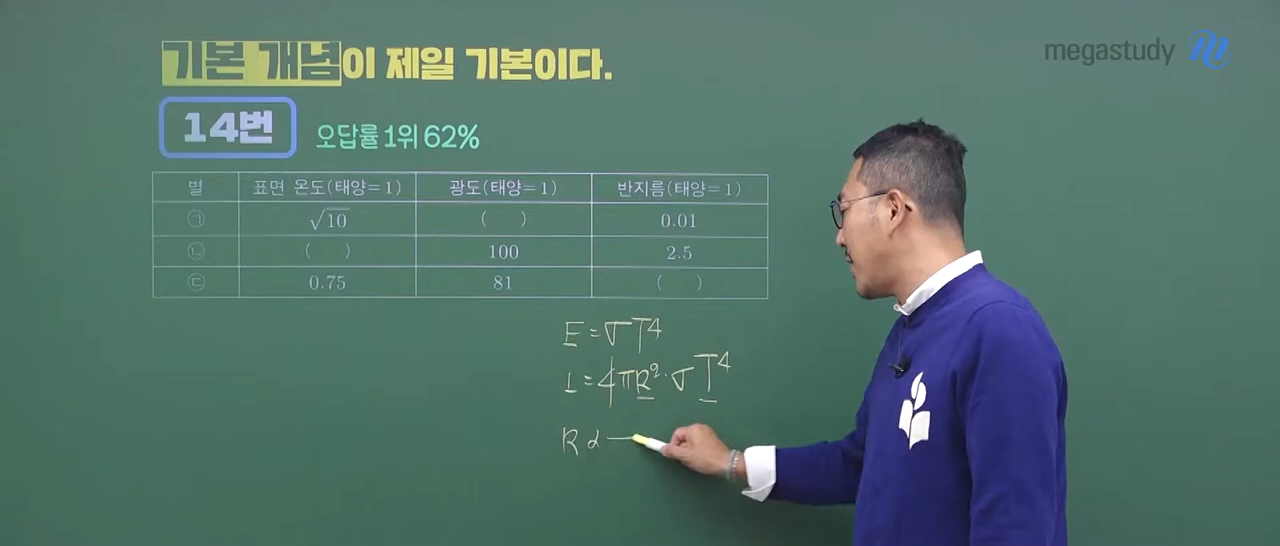 기본 개념이 제일 기본이다.
megastudy
14번 오답률 1위 62%
별 표면 온도(태양=1) 광도(태양=1) 반지름(태양=1)
㉠ √10 ( ) 0.01
㉡ ( ) 100 2.5
㉢ 0.75 81 ( )
E=σT⁴
L=4πR²·σT⁴
R∝